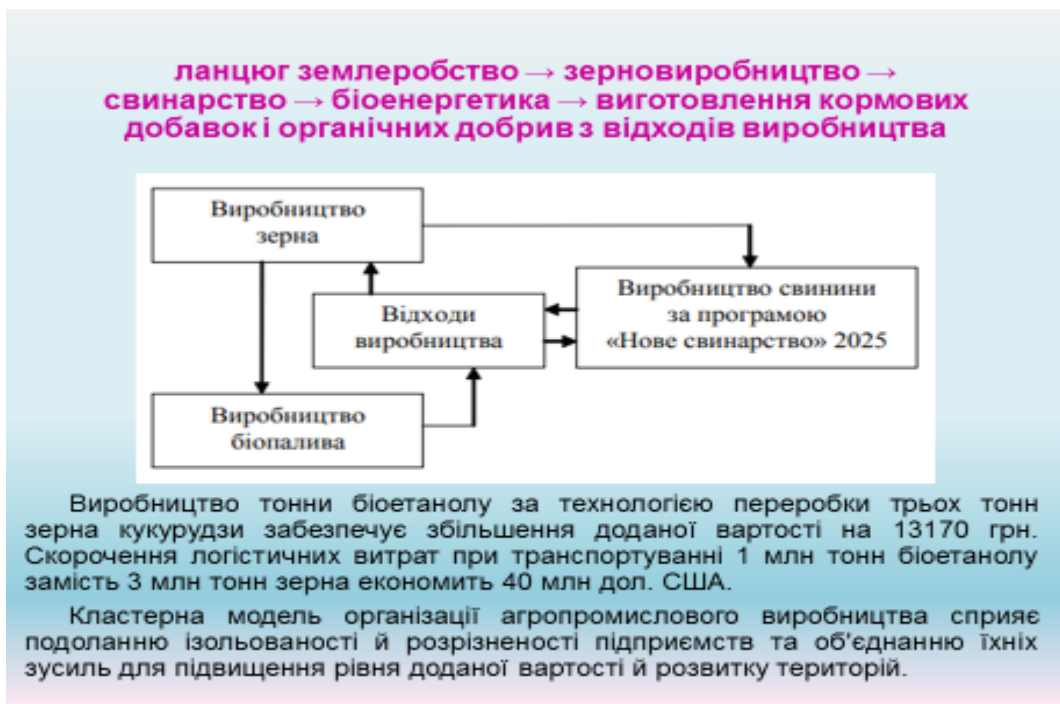 ланцюг землеробство → зерновиробництво →
свинарство → біоенергетика → виготовлення кормових
добавок і органічних добрив з відходів виробництва
Виробництво
зерна
Відходи
виробництва
Виробництво свинини
за програмою
«Нове свинарство» 2025
Виробництво
біопалива
Виробництво тонни біоетанолу за технологією переробки трьох тонн
зерна кукурудзи забезпечує збільшення доданої вартості на 13170 грн.
Скорочення логістичних витрат при транспортуванні 1 млн тонн біоетанолу
замість 3 млн тонн зерна економить 40 млн дол. США.
Кластерна модель організації агропромислового виробництва сприяє
подоланню ізольованості й розрізненості підприємств та об'єднанню їхніх
зусиль для підвищення рівня доданої вартості й розвитку територій.